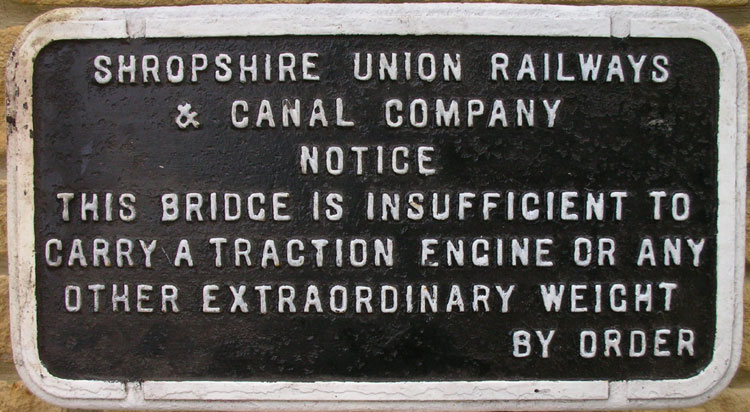 SHROPSHIRE UNION RAILWAYS
& CANAL COMPANY
NOTICE
THIS BRIDGE IS INSUFFICIENT TO
CARRY A TRACTION ENGINE OR ANY
OTHER EXTRAORDINARY WEIGHT
BY ORDER